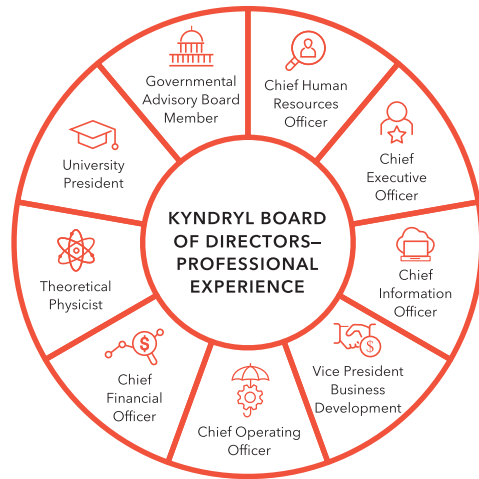 KYNDRYL BOARD
OF DIRECTORS—
PROFESSIONAL
EXPERIENCE
Chief Human
Resources
Officer
Chief
Executive
Officer
Chief
Information
Officer
Vice President
Business
Development
Chief Operating
Officer
Chief
Financial
Officer
Theoretical
Physicist
University
President
Governmental
Advisory Board
Member